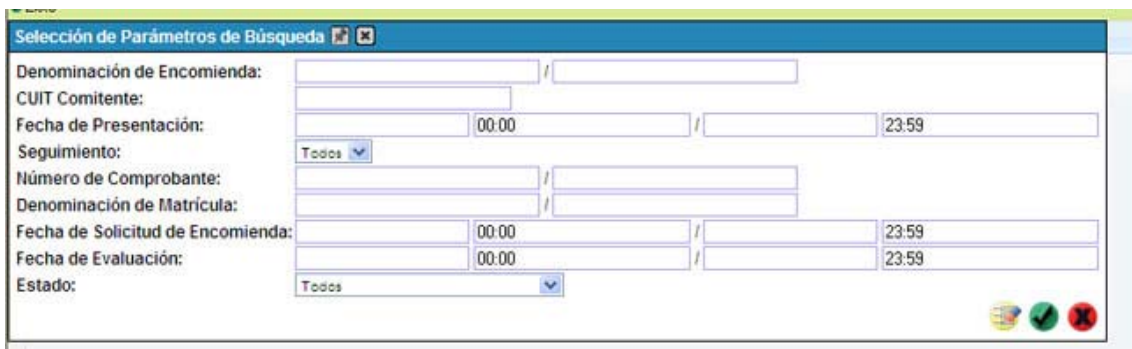 Selección de Parámetros de Búsqueda
Denominación de Encomienda: /
CUIT Comitente:
Fecha de Presentación: 00:00 / 23:59
Seguimiento: Todos
Número de Comprobante: /
Denominación de Matrícula: /
Fecha de Solicitud de Encomienda: 00:00 / 23:59
Fecha de Evaluación: 00:00 / 23:59
Estado: Todos